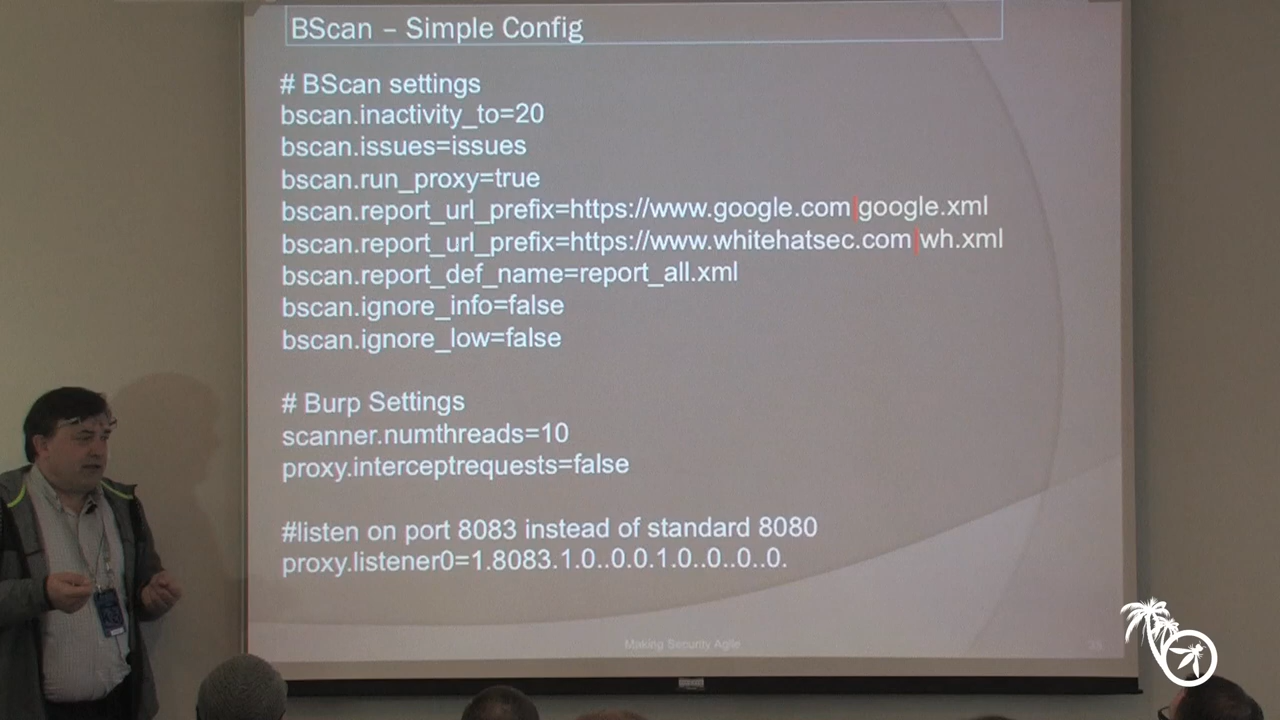 BScan – Simple Config
# BScan settings
bscan.inactivity_to=20
bscan.issues=issues
bscan.run_proxy=true
bscan.report_url_prefix=https://www.google.com|google.xml
bscan.report_url_prefix=https://www.whitehatsec.com|wh.xml
bscan.report_def_name=report_all.xml
bscan.ignore_info=false
bscan.ignore_low=false
# Burp Settings
scanner.numthreads=10
proxy.interceptrequests=false
#listen on port 8083 instead of standard 8080
proxy.listener0=1.8083.1.0..0.0.1.0..0..0..0.
Making Security Agile